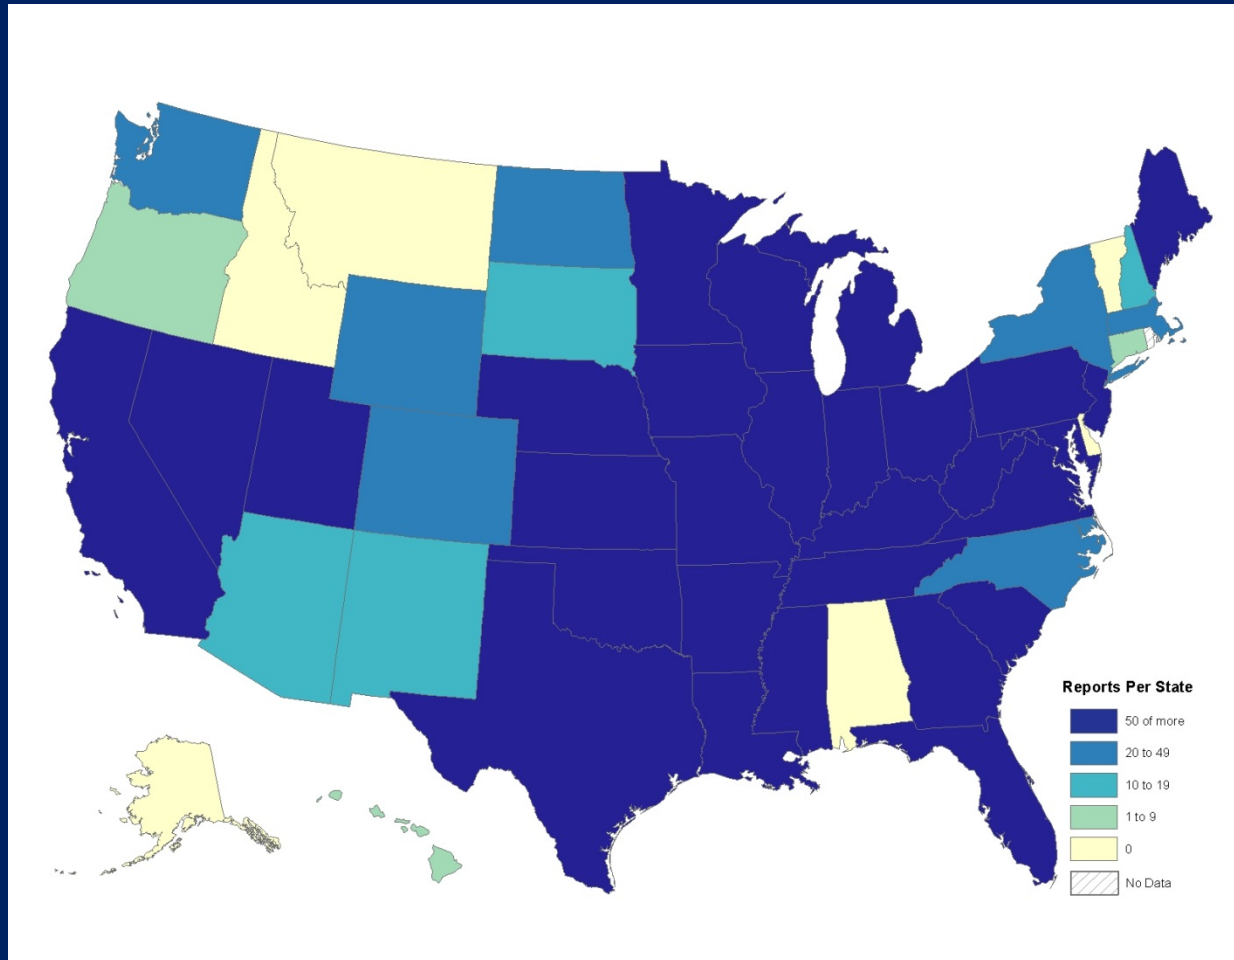 Reports Per State
50 of more
20 to 49
10 to 19
1 to 9
0
No Data